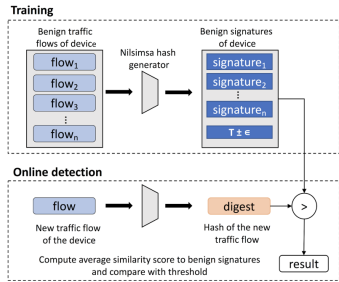 Training
Benign traffic
flows of device
Nilsimsa hash
generator
Benign signatures
of device
flow₁
flow₂
flow₃
⋮
flowₙ
signature₁
signature₂
⋮
signatureₙ
T ± ∈
Online detection
flow
digest
>
New traffic flow
of the device
Hash of the new
traffic flow
Compute average similarity score to benign signatures
and compare with threshold
result